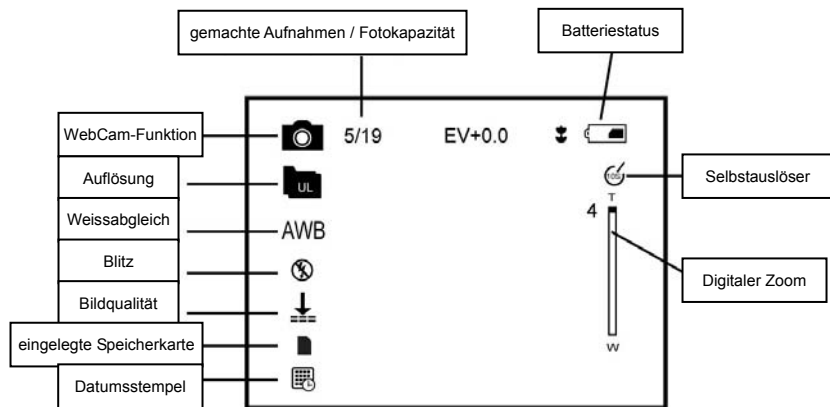 gemachte Aufnahmen / Fotokapazität
Batteriestatus
WebCam-Funktion
5/19
EV+0.0
Auflösung
UL
Selbstauslöser
10S
T
Weissabgleich
AWB
4
Blitz
Digitaler Zoom
Bildqualität
eingelegte Speicherkarte
W
Datumsstempel